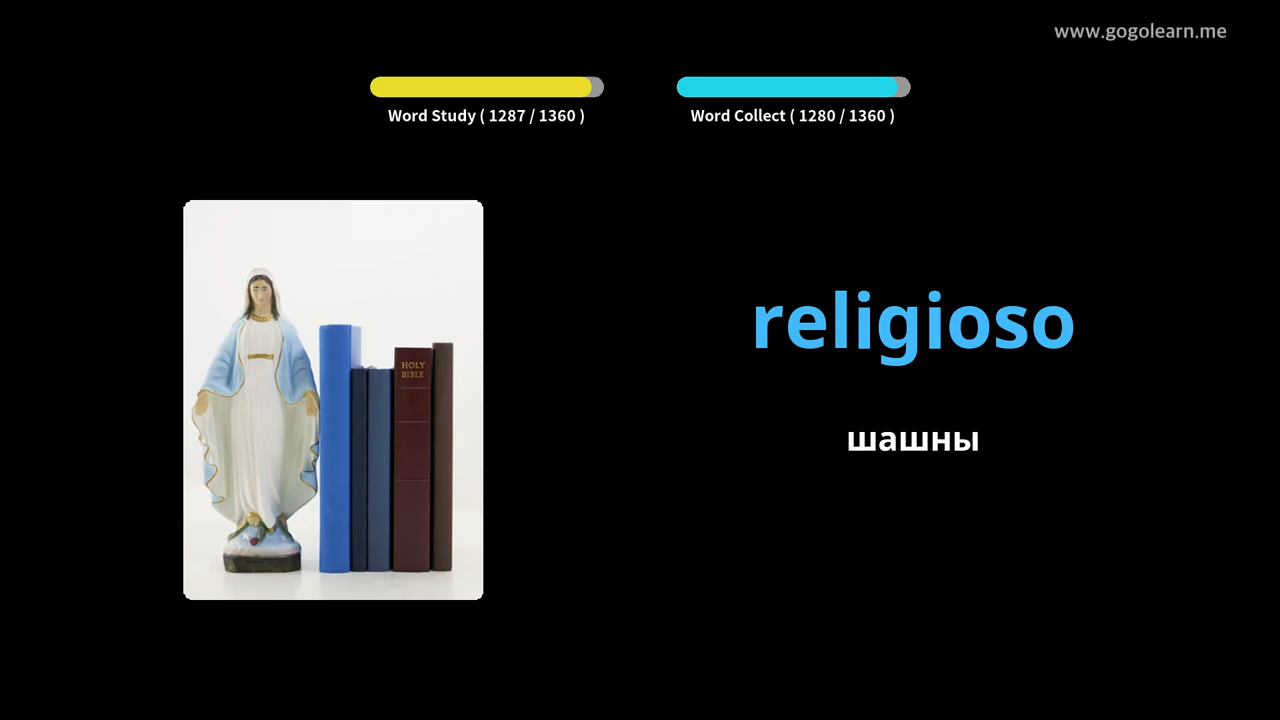 www.gogolearn.me
Word Study ( 1287 / 1360 )
Word Collect ( 1280 / 1360 )
religioso
шашны
HOLY
BIBLE